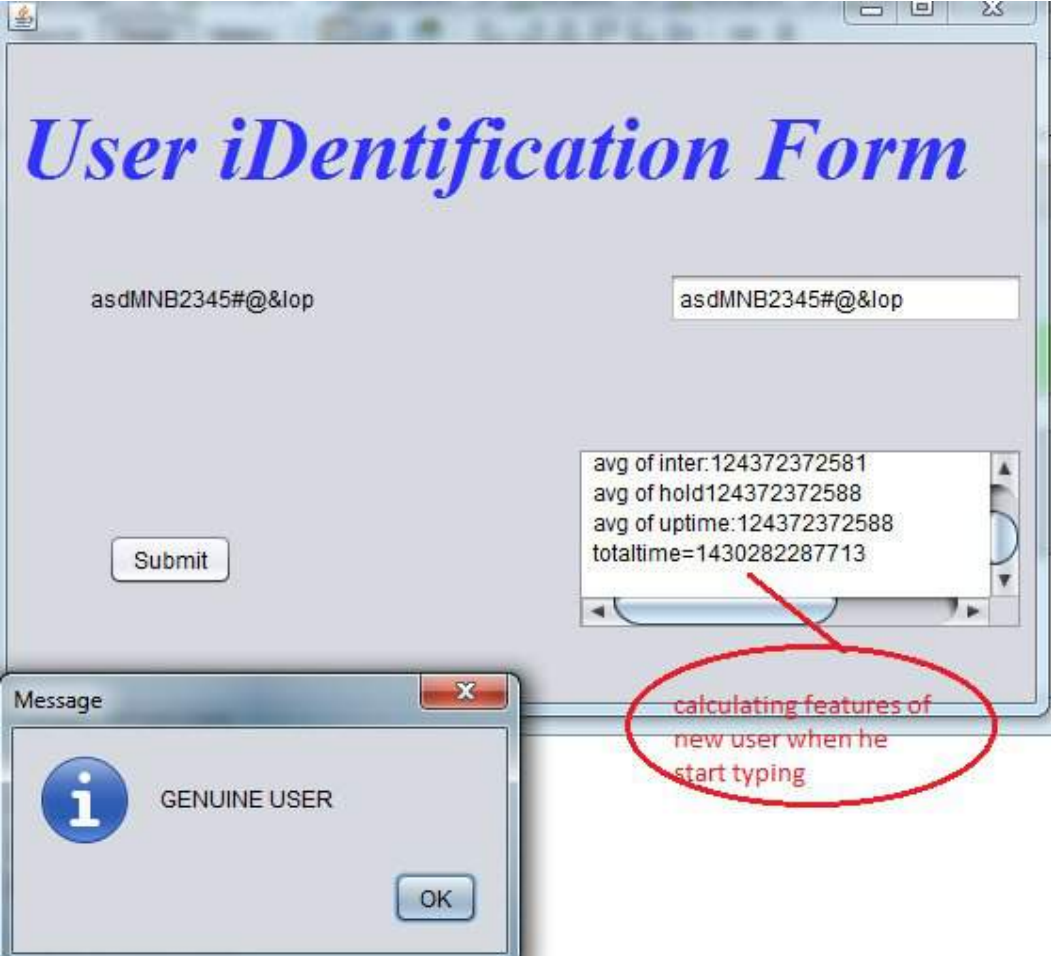 User iDentification Form
asdMNB2345#@&lop
asdMNB2345#@&lop
avg of inter:124372372581
avg of hold124372372588
avg of uptime:124372372588
totaltime=1430282287713
Submit
calculating features of
new user when he
start typing
Message
GENUINE USER
OK